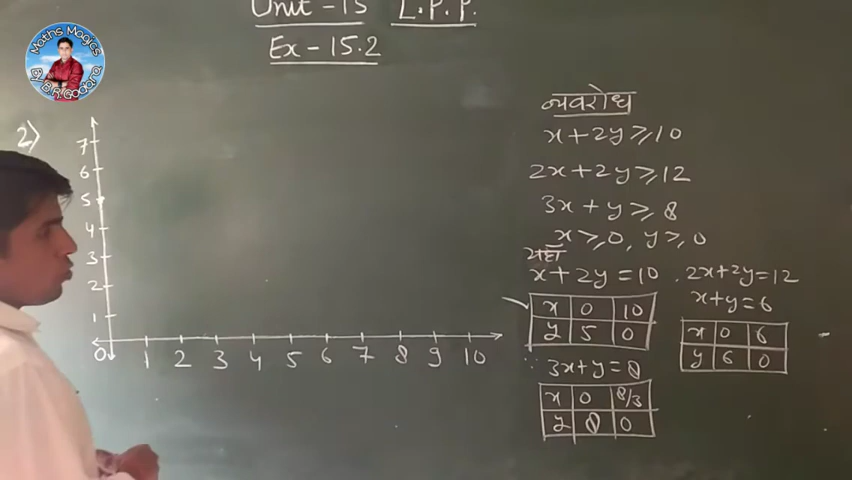 Maths Magics
By B.R. Godara
Unit-15 L.P.P.
Ex-15.2
2)
7
6
5
4
3
2
1
0 1 2 3 4 5 6 7 8 9 10
व्यवरोध
x+2y≥10
2x+2y≥12
3x+y≥8
x≥0, y≥0
यहाँ
x+2y=10
x 0 10
y 5 0
2x+2y=12
x+y=6
x 0 6
y 6 0
∵ 3x+y=8
x 0 8/3
y 8 0